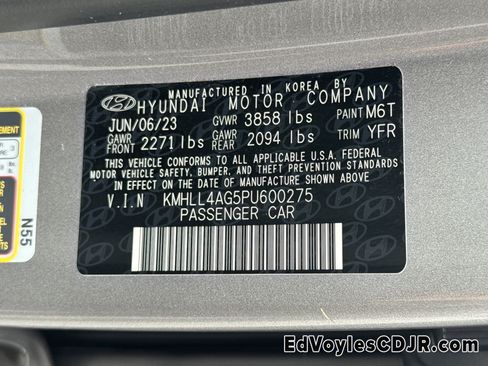 MANUFACTURED IN KOREA BY
HYUNDAI MOTOR COMPANY
JUN/06/23 GVWR 3858 lbs PAINT M6T
GAWR FRONT 2271 lbs GAWR REAR 2094 lbs TRIM YFR
THIS VEHICLE CONFORMS TO ALL APPLICABLE U.S.A. FEDERAL
MOTOR VEHICLE SAFETY, BUMPER, AND THEFT PREVENTION STANDARDS
IN EFFECT ON THE DATE OF MANUFACTURE SHOWN ABOVE.
V.I.N KMHLL4AG5PU600275
PASSENGER CAR
N55
EdVoylesCDJR.com